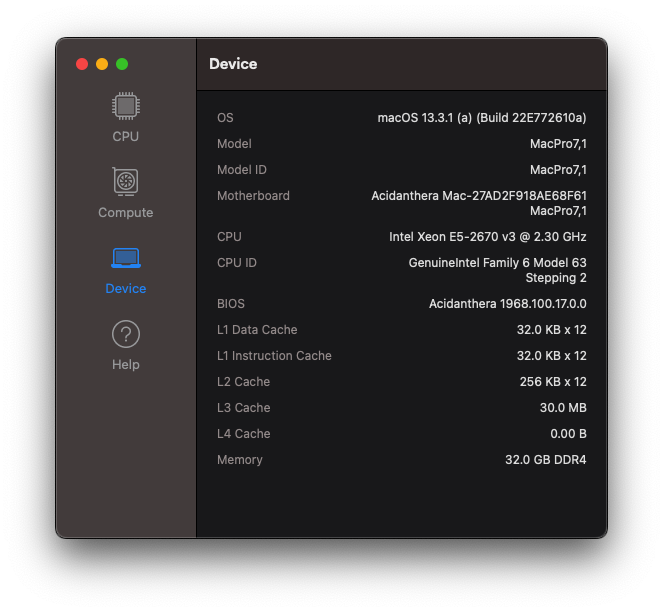 Device
CPU
Compute
Device
Help
OS macOS 13.3.1 (a) (Build 22E772610a)
Model MacPro7,1
Model ID MacPro7,1
Motherboard Acidanthera Mac-27AD2F918AE68F61
MacPro7,1
CPU Intel Xeon E5-2670 v3 @ 2.30 GHz
CPU ID GenuineIntel Family 6 Model 63
Stepping 2
BIOS Acidanthera 1968.100.17.0.0
L1 Data Cache 32.0 KB x 12
L1 Instruction Cache 32.0 KB x 12
L2 Cache 256 KB x 12
L3 Cache 30.0 MB
L4 Cache 0.00 B
Memory 32.0 GB DDR4